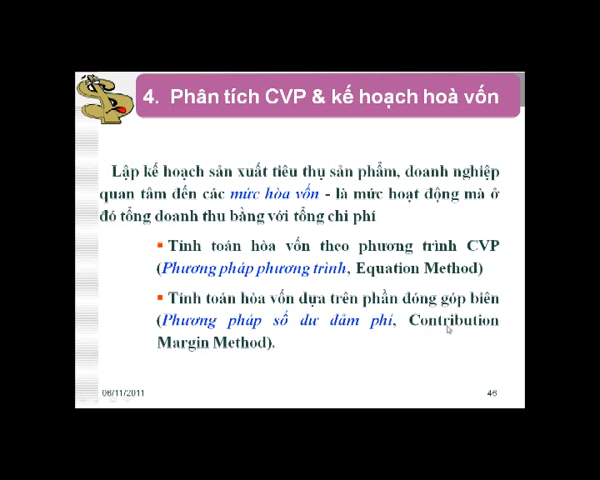 4. Phân tích CVP & kế hoạch hoà vốn
Lập kế hoạch sản xuất tiêu thụ sản phẩm, doanh nghiệp
quan tâm đến các mức hòa vốn - là mức hoạt động mà ở
đó tổng doanh thu bằng với tổng chi phí
▪ Tính toán hòa vốn theo phương trình CVP
(Phương pháp phương trình, Equation Method)
▪ Tính toán hòa vốn dựa trên phần đóng góp biên
(Phương pháp số dư đảm phí, Contribution
Margin Method).
06/11/2011
46